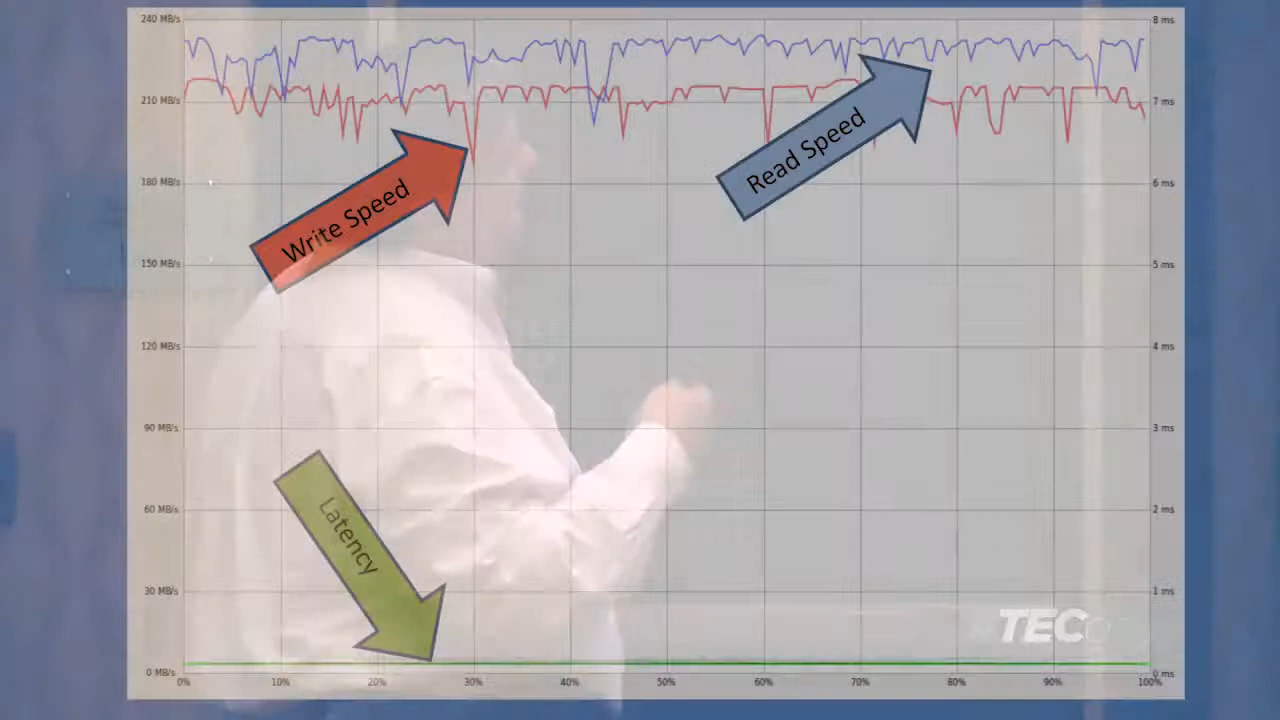 240 MB/s
8 ms
210 MB/s
7 ms
Read Speed
180 MB/s
6 ms
Write Speed
150 MB/s
5 ms
120 MB/s
4 ms
90 MB/s
3 ms
60 MB/s
2 ms
Latency
30 MB/s
1 ms
TEC
0 MB/s
0 ms
0% 10% 20% 30% 40% 50% 60% 70% 80% 90% 100%